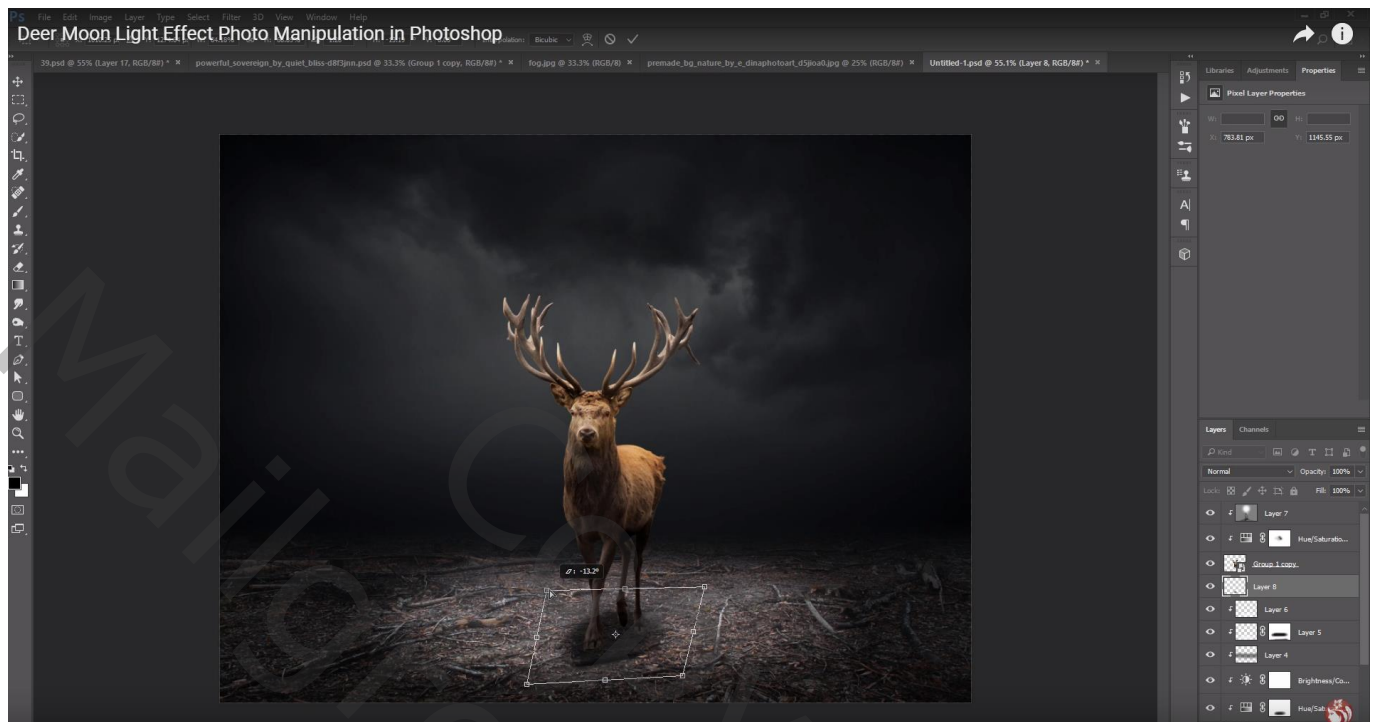 Ps File Edit Image Layer Type Select Filter 3D View Window Help
Deer Moon Light Effect Photo Manipulation in Photoshop
Bicubic
39.psd @ 55% (Layer 17, RGB/8#) * × powerful_sovereign_by_quiet_bliss-d8f3jnn.psd @ 33.3% (Group 1 copy, RGB/8#) * × fog.jpg @ 33.3% (RGB/8) × premade_bg_nature_by_e_dinaphotoart_d5jioa0.jpg @ 25% (RGB/8#) × Untitled-1.psd @ 55.1% (Layer 8, RGB/8#) * ×
Libraries Adjustments Properties
Pixel Layer Properties
W: H:
X: 783.81 px Y: 1145.55 px
-13.2°
Layers Channels
Kind
Normal Opacity: 100%
Lock: Fill: 100%
Layer 7
Hue/Saturatio...
Group 1 copy
Layer 8
Layer 6
Layer 5
Layer 4
Brightness/Co...